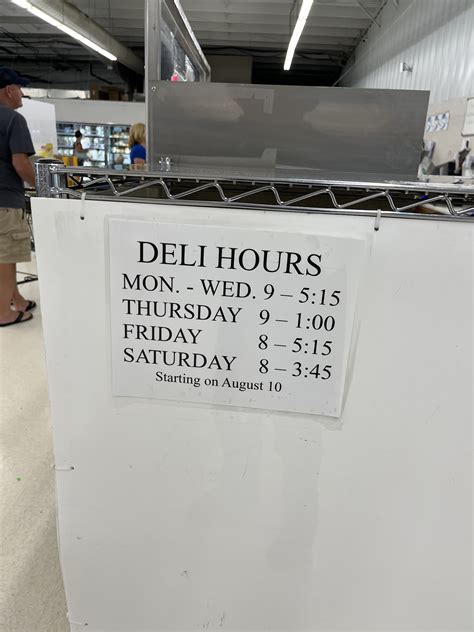 DELI HOURS
MON. - WED. 9 – 5:15
THURSDAY 9 – 1:00
FRIDAY 8 – 5:15
SATURDAY 8 – 3:45
Starting on August 10